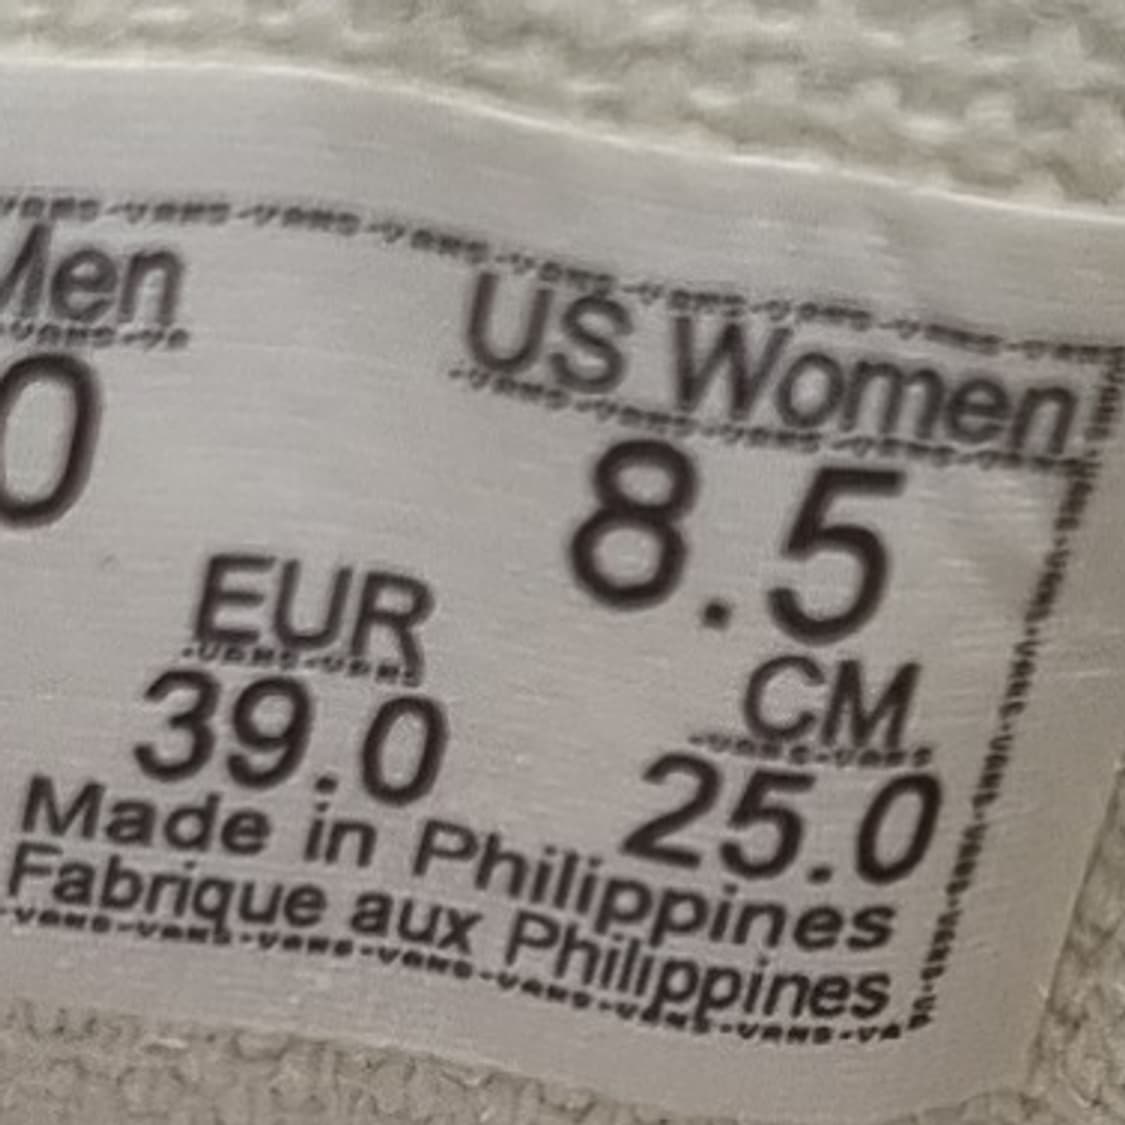 Men US Women
0 8.5
EUR CM
39.0 25.0
Made in Philippines
Fabrique aux Philippines